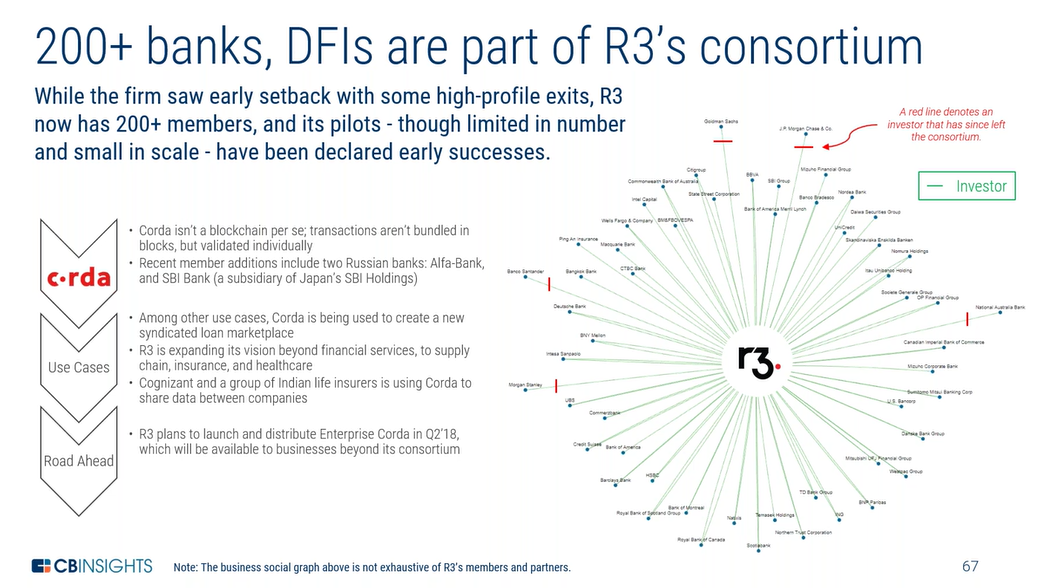 200+ banks, DFIs are part of R3’s consortium
While the firm saw early setback with some high-profile exits, R3
now has 200+ members, and its pilots - though limited in number
and small in scale - have been declared early successes.
c·rda
• Corda isn’t a blockchain per se; transactions aren’t bundled in
blocks, but validated individually
• Recent member additions include two Russian banks: Alfa-Bank,
and SBI Bank (a subsidiary of Japan’s SBI Holdings)
Use Cases
• Among other use cases, Corda is being used to create a new
syndicated loan marketplace
• R3 is expanding its vision beyond financial services, to supply
chain, insurance, and healthcare
• Cognizant and a group of Indian life insurers is using Corda to
share data between companies
Road Ahead
• R3 plans to launch and distribute Enterprise Corda in Q2’18,
which will be available to businesses beyond its consortium
A red line denotes an
investor that has since left
the consortium.
Investor
Goldman Sachs
J.P. Morgan Chase & Co.
Citigroup
BBVA
SBI Group
Mizuho Financial Group
Commonwealth Bank of Australia
State Street Corporation
Banco Bradesco
Nordea Bank
Intel Capital
Bank of America Merrill Lynch
Daiwa Securities Group
Wells Fargo & Company
BM&FBOVESPA
UniCredit
Ping An Insurance
Macquarie Bank
Skandinaviska Enskilda Banken
Nomura Holdings
Banco Santander
Bangkok Bank
CTBC Bank
Itau Unibanco Holding
Deutsche Bank
Societe Generale Group
DP Financial Group
National Australia Bank
BNY Mellon
Canadian Imperial Bank of Commerce
Intesa Sanpaolo
r3.
Mizuho Corporate Bank
Morgan Stanley
UBS
Sumitomo Mitsui Banking Corp
U.S. Bancorp
Commerzbank
Danske Bank Group
Credit Suisse
Bank of America
Mitsubishi UFJ Financial Group
Westpac Group
Barclays Bank
HSBC
TD Bank Group
BNP Paribas
Royal Bank of Scotland Group
Bank of Montreal
Natixis
Temasek Holdings
ING
Northern Trust Corporation
Royal Bank of Canada
Scotiabank
CBINSIGHTS
Note: The business social graph above is not exhaustive of R3’s members and partners.
67